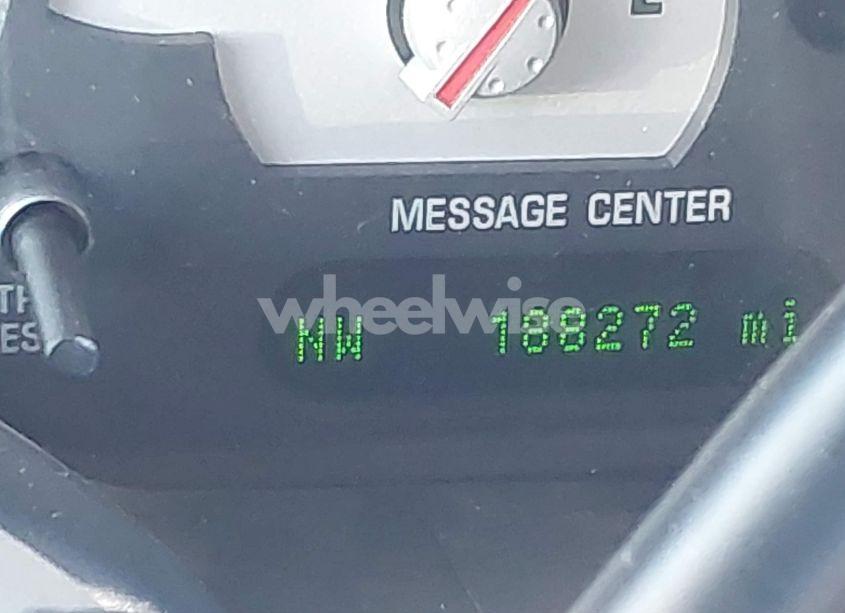 E
MESSAGE CENTER
wheelwise
NW 188272 mi